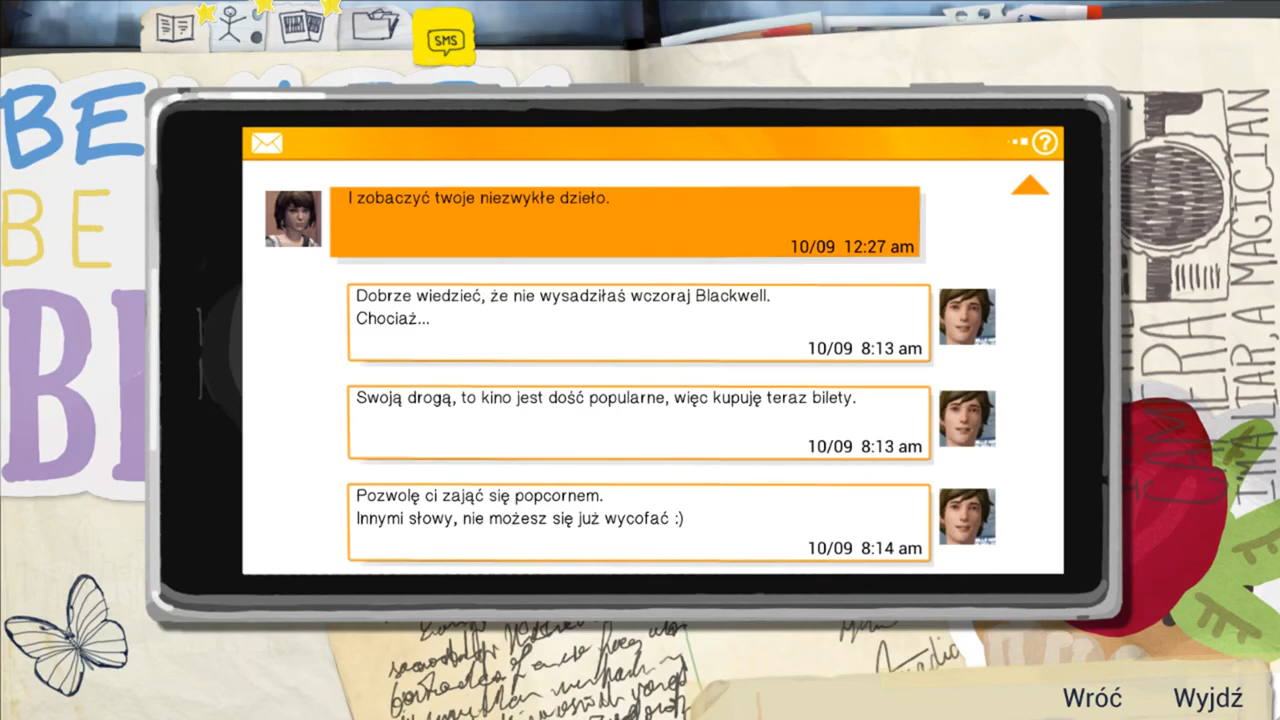 SMS
BE
BE
I zobaczyć twoje niezwykłe dzieło.
10/09 12:27 am
Dobrze wiedzieć, że nie wysadziłaś wczoraj Blackwell.
Chociaż...
10/09 8:13 am
Swoją drogą, to kino jest dość popularne, więc kupuję teraz bilety.
10/09 8:13 am
Pozwolę ci zająć się popcornem.
Innymi słowy, nie możesz się już wycofać :)
10/09 8:14 am
LIAR, A MAGICIAN
Wróć
Wyjdź